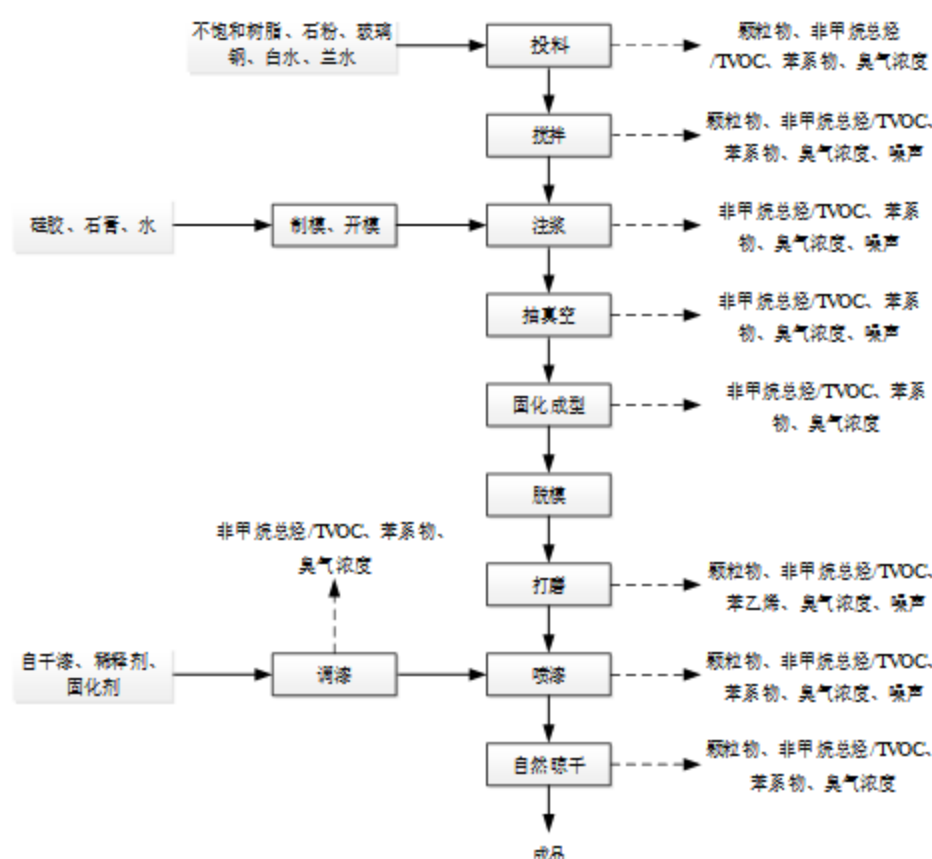 不饱和树脂、石粉、玻璃
钢、白水、兰水
投料
颗粒物、非甲烷总烃
/TVOC、苯系物、臭气浓度
搅拌
颗粒物、非甲烷总烃/TVOC、
苯系物、臭气浓度、噪声
硅胶、石膏、水
制模、开模
注浆
非甲烷总烃/TVOC、苯系
物、臭气浓度、噪声
抽真空
非甲烷总烃/TVOC、苯系
物、臭气浓度、噪声
固化成型
非甲烷总烃/TVOC、苯系
物、臭气浓度
脱模
非甲烷总烃/TVOC、苯系物、
臭气浓度
打磨
颗粒物、非甲烷总烃/TVOC、
苯乙烯、臭气浓度、噪声
自干漆、稀释剂、
固化剂
调漆
喷漆
颗粒物、非甲烷总烃/TVOC、
苯系物、臭气浓度、噪声
自然晾干
颗粒物、非甲烷总烃/TVOC、
苯系物、臭气浓度
成品